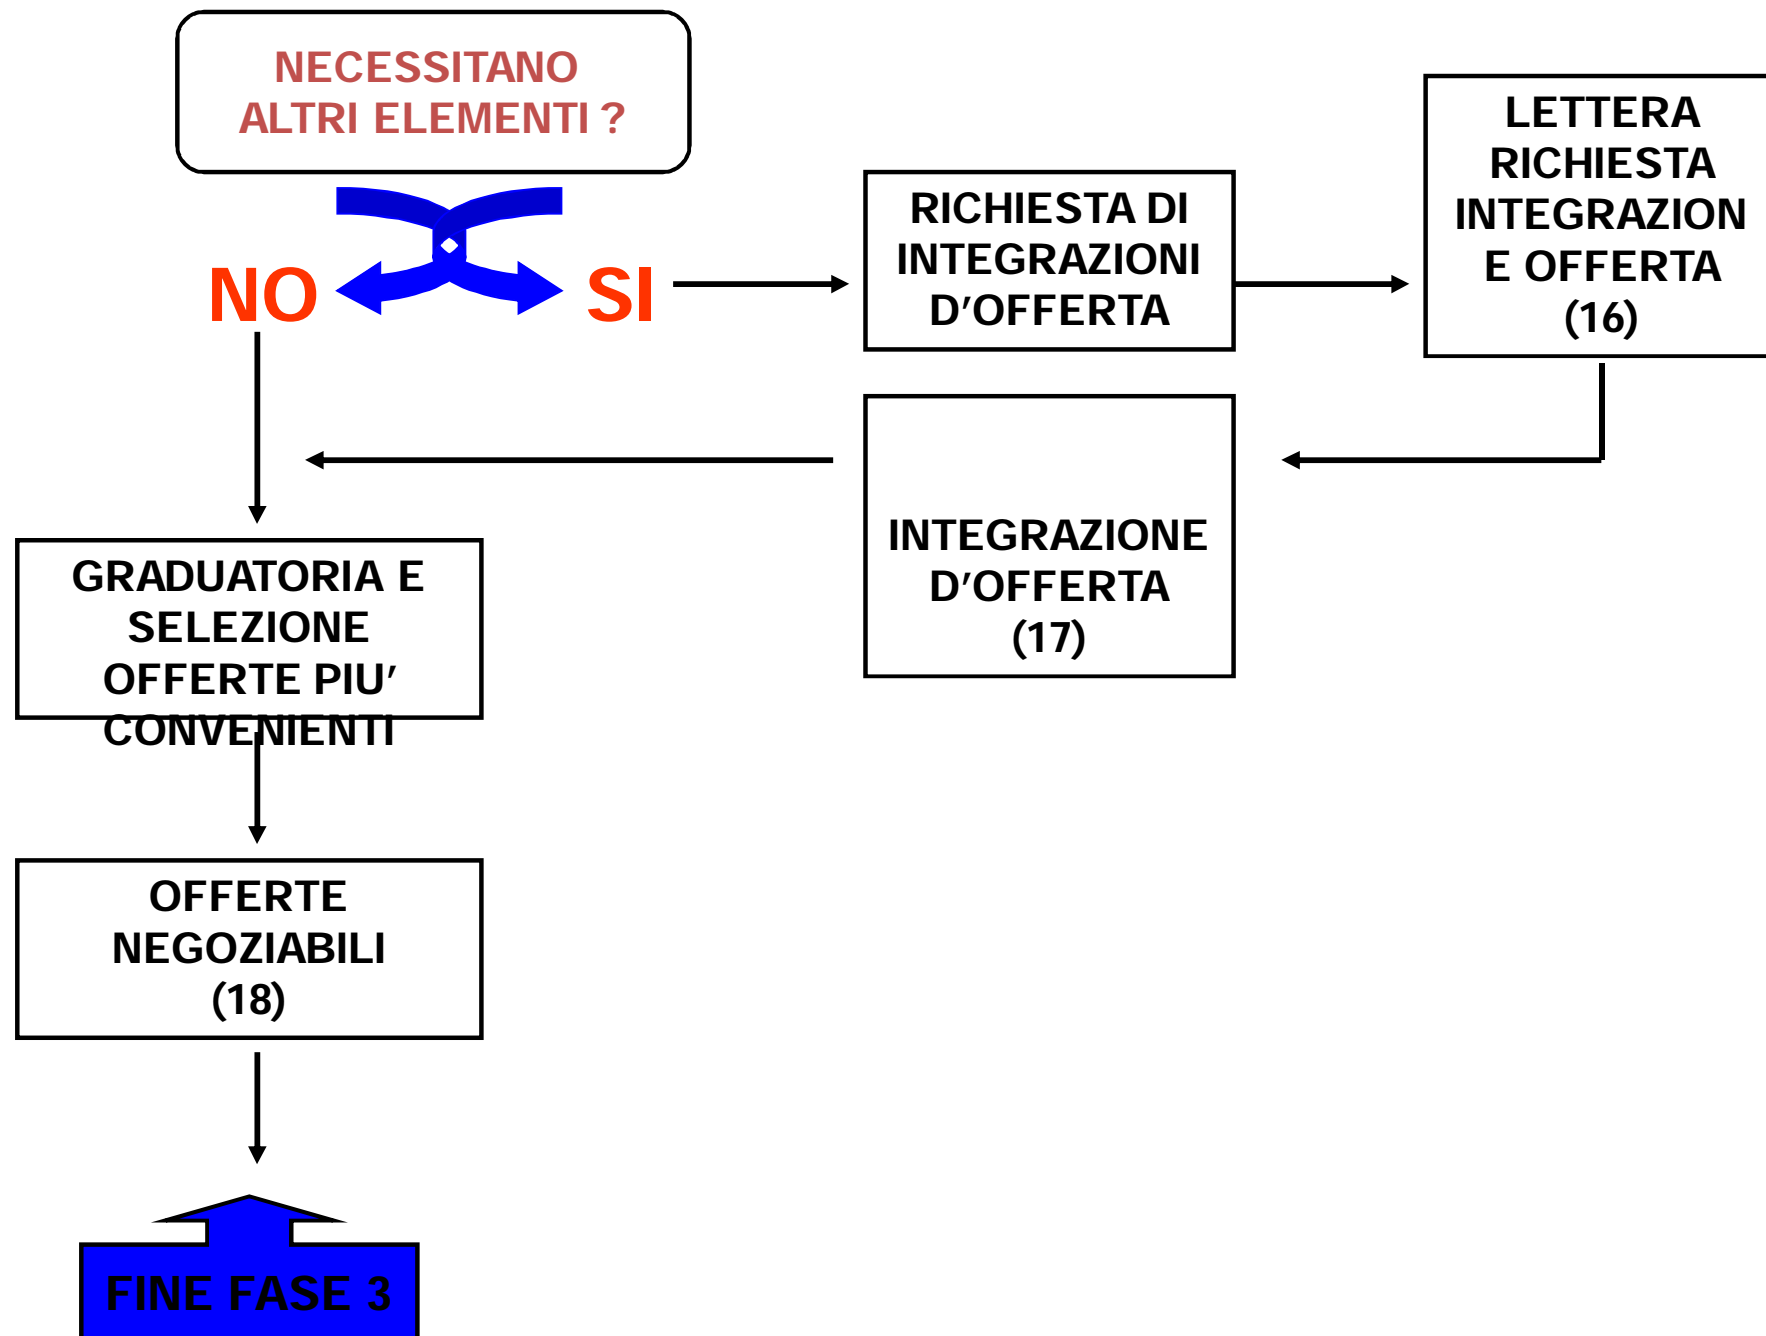 NECESSITANO
ALTRI ELEMENTI ?
NO
SI
RICHIESTA DI
INTEGRAZIONI
D’OFFERTA
LETTERA
RICHIESTA
INTEGRAZION
E OFFERTA
(16)
INTEGRAZIONE
D’OFFERTA
(17)
GRADUATORIA E
SELEZIONE
OFFERTE PIU’
CONVENIENTI
OFFERTE
NEGOZIABILI
(18)
FINE FASE 3